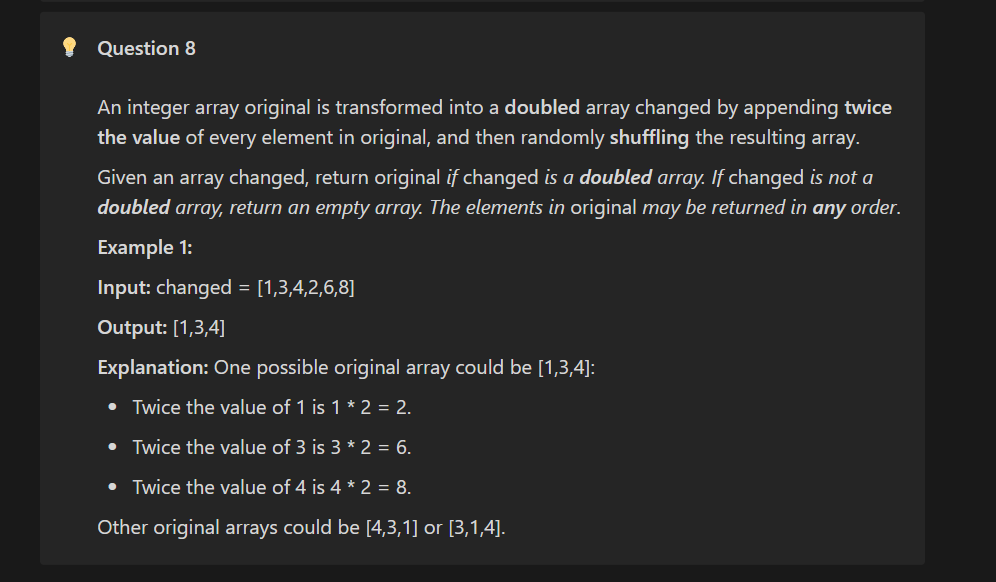 Question 8
An integer array original is transformed into a doubled array changed by appending twice
the value of every element in original, and then randomly shuffling the resulting array.
Given an array changed, return original if changed is a doubled array. If changed is not a
doubled array, return an empty array. The elements in original may be returned in any order.
Example 1:
Input: changed = [1,3,4,2,6,8]
Output: [1,3,4]
Explanation: One possible original array could be [1,3,4]:
• Twice the value of 1 is 1 * 2 = 2.
• Twice the value of 3 is 3 * 2 = 6.
• Twice the value of 4 is 4 * 2 = 8.
Other original arrays could be [4,3,1] or [3,1,4].